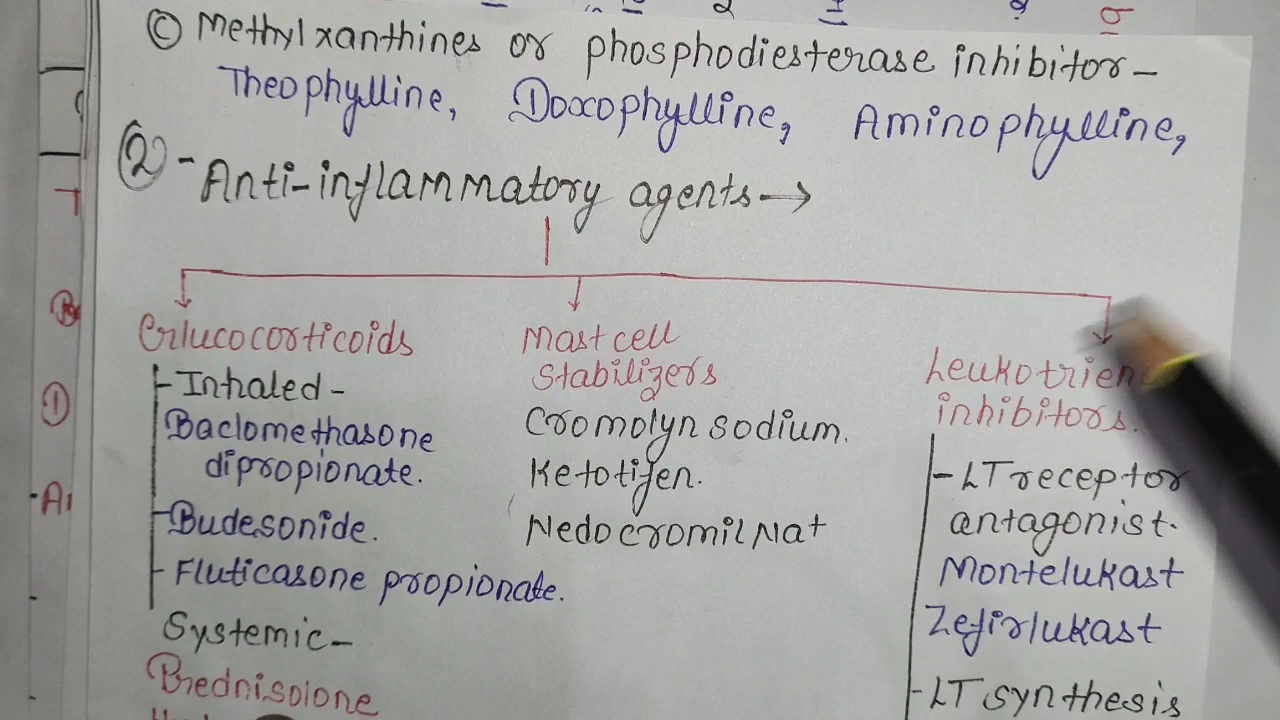 Ⓒ Methylxanthines or phosphodiesterase inhibitor-
Theophylline, Doxophylline, Aminophylline,
② - Anti-inflammatory agents→
Glucocorticoids
- Inhaled -
Baclomethasone
dipropionate.
- Budesonide.
- Fluticasone propionate.
Systemic -
Prednisolone
Mast cell
Stabilizers
Cromolyn sodium.
Ketotifen.
Nedocromil Na+
Leukotriene
inhibitors.
- LT receptor
antagonist.
Montelukast
Zefirlukast
- LT synthesis